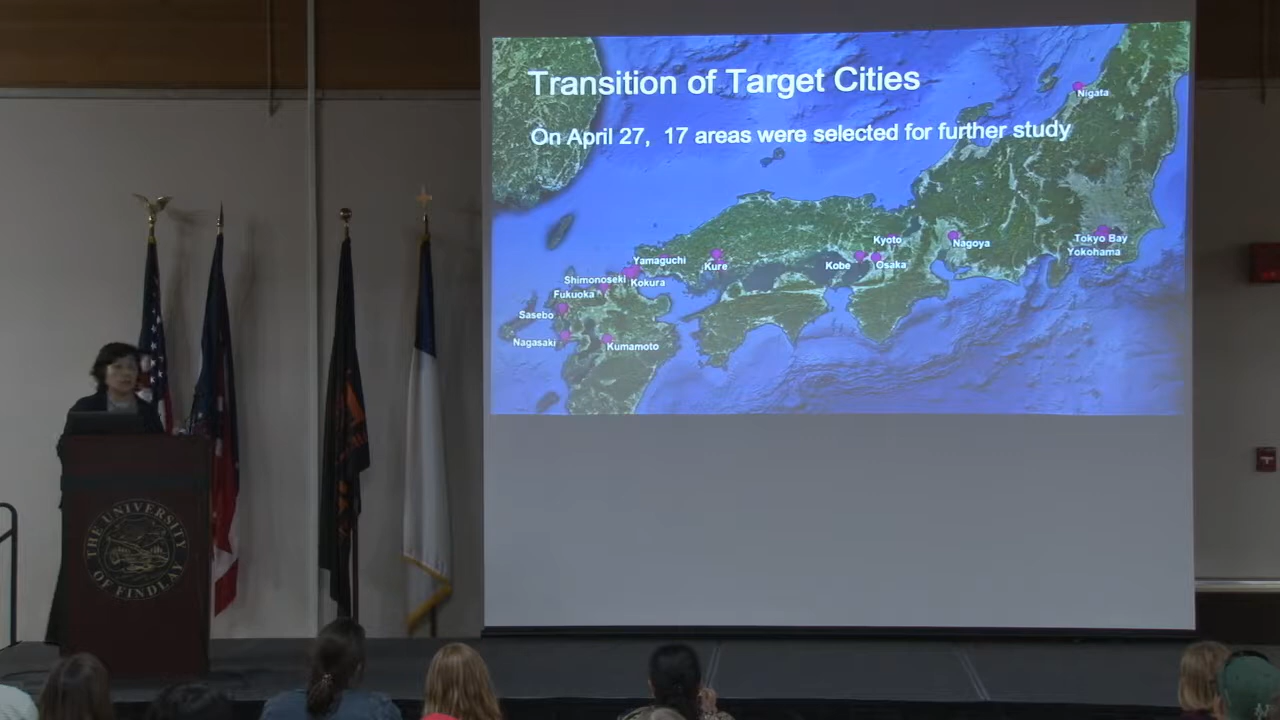 Transition of Target Cities
On April 27, 17 areas were selected for further study
Nigata
Kyoto
Nagoya
Tokyo Bay
Yokohama
Yamaguchi
Kure
Kobe
Osaka
Shimonoseki
Kokura
Fukuoka
Sasebo
Nagasaki
Kumamoto
THE UNIVERSITY
OF FINDLAY